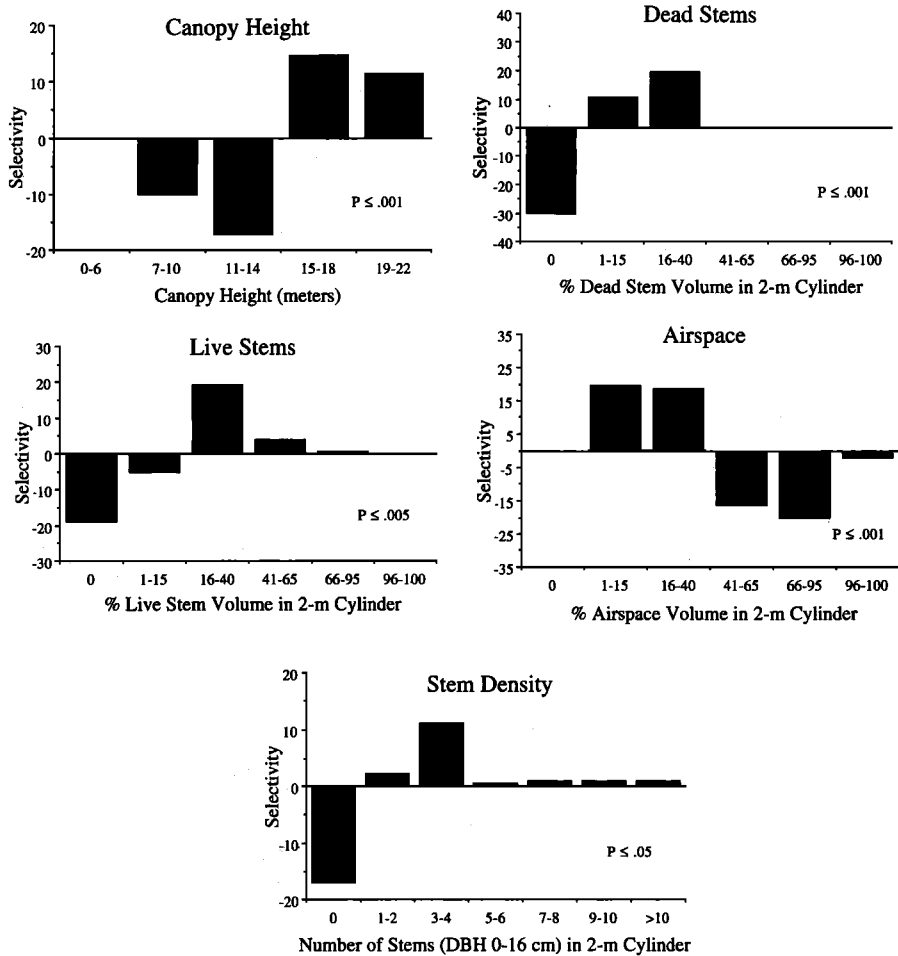 Canopy Height
20
10
0
-10
-20
Selectivity
P ≤ .001
0-6 7-10 11-14 15-18 19-22
Canopy Height (meters)
Dead Stems
40
30
20
10
0
-10
-20
-30
-40
Selectivity
P ≤ .001
0 1-15 16-40 41-65 66-95 96-100
% Dead Stem Volume in 2-m Cylinder
Live Stems
30
20
10
0
-10
-20
-30
Selectivity
P ≤ .005
0 1-15 16-40 41-65 66-95 96-100
% Live Stem Volume in 2-m Cylinder
Airspace
35
25
15
5
-5
-15
-25
-35
Selectivity
P ≤ .001
0 1-15 16-40 41-65 66-95 96-100
% Airspace Volume in 2-m Cylinder
Stem Density
20
10
0
-10
-20
Selectivity
P ≤ .05
0 1-2 3-4 5-6 7-8 9-10 >10
Number of Stems (DBH 0-16 cm) in 2-m Cylinder